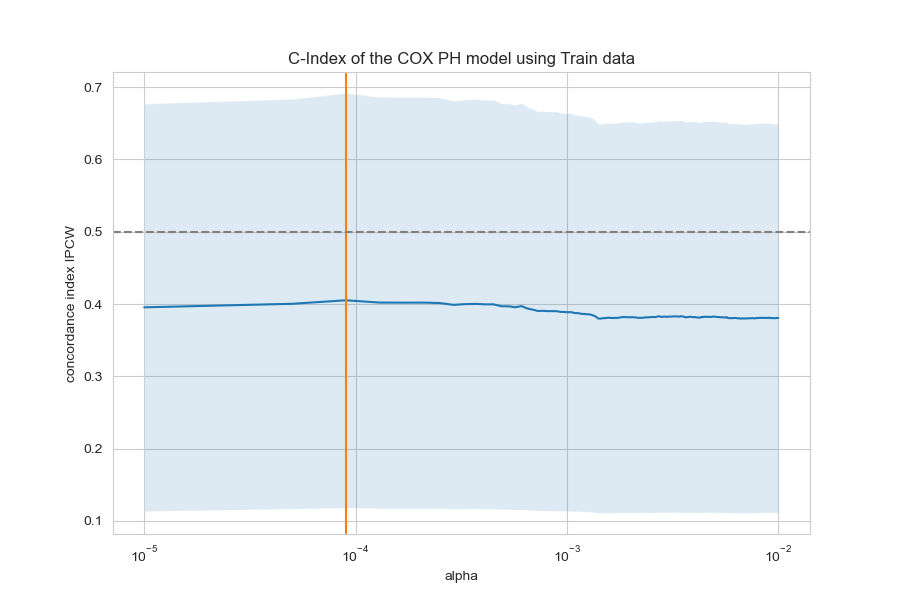 C-Index of the COX PH model using Train data
concordance index IPCW
0.7
0.6
0.5
0.4
0.3
0.2
0.1
10⁻⁵ 10⁻⁴ 10⁻³ 10⁻²
alpha